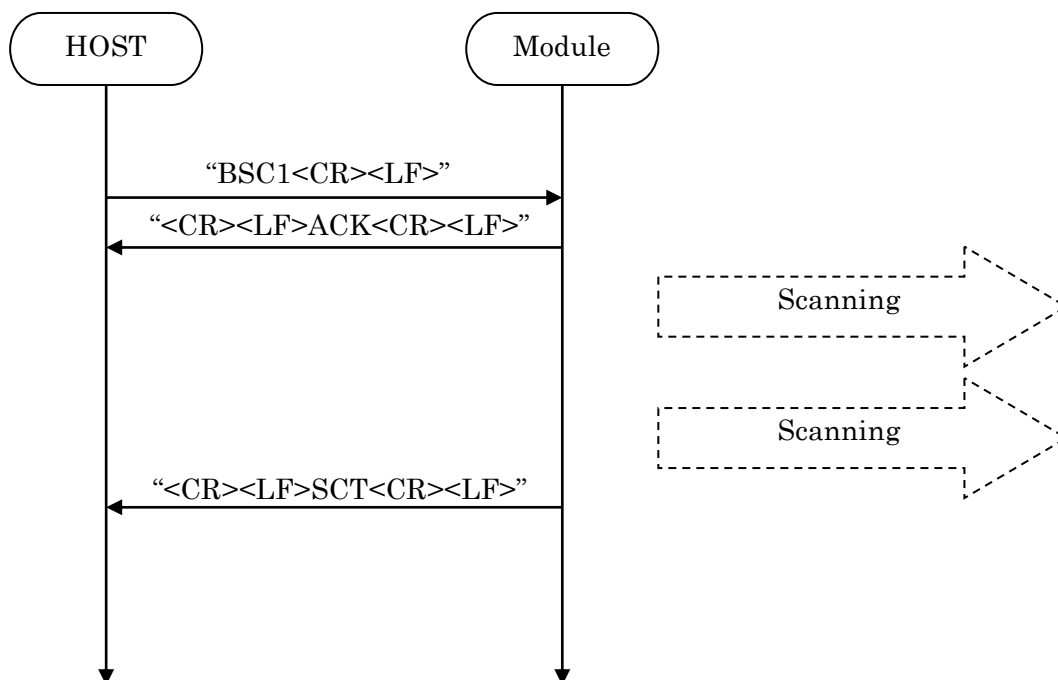 HOST
Module
“BSC1<CR><LF>”
“<CR><LF>ACK<CR><LF>”
Scanning
Scanning
“<CR><LF>SCT<CR><LF>”